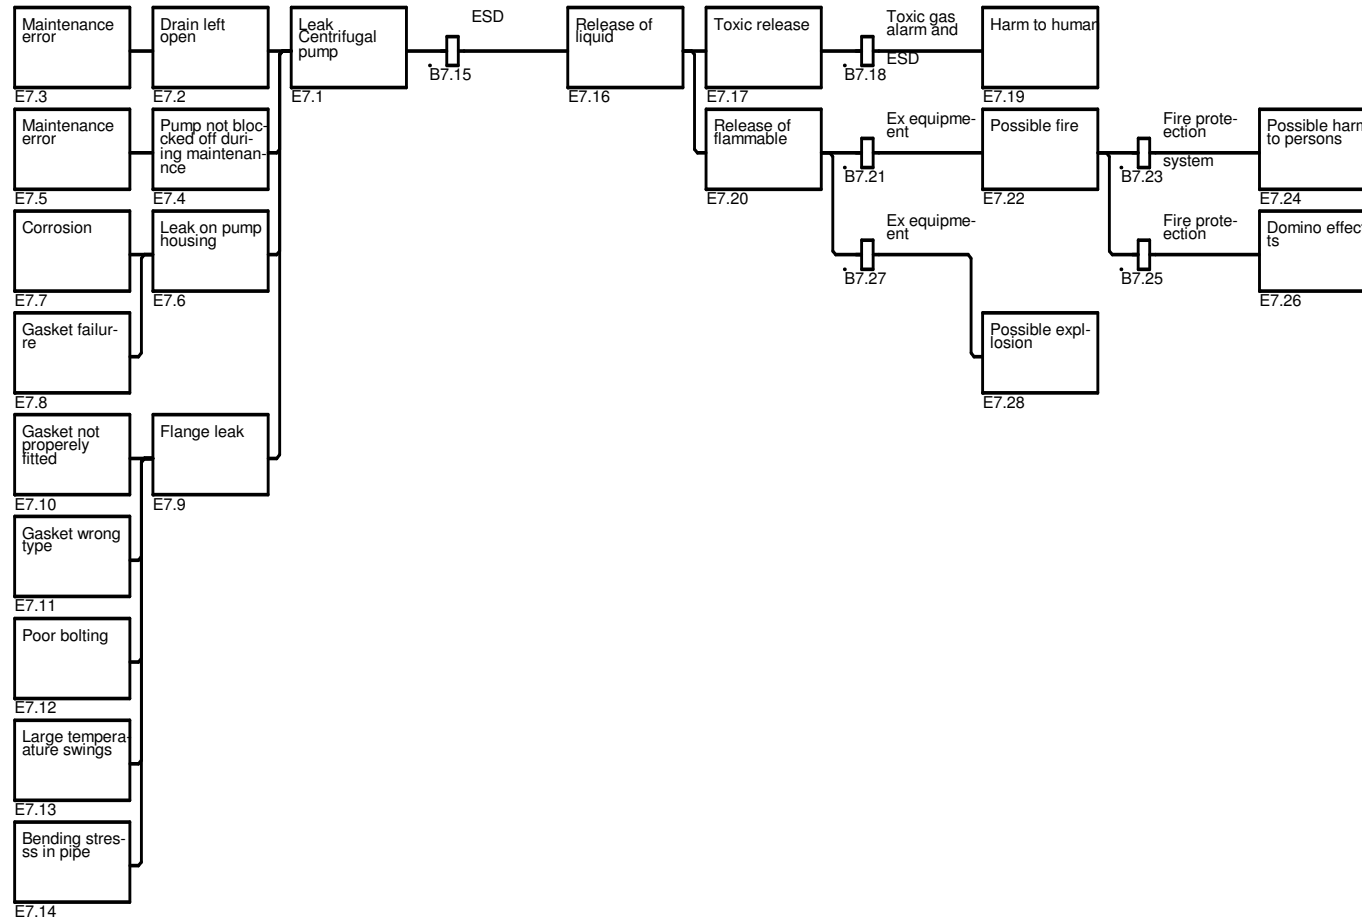 Maintenance
error
E7.3
Drain left
open
E7.2
Leak
Centrifugal
pump
E7.1
ESD
B7.15
Release of
liquid
E7.16
Toxic release
E7.17
Toxic gas
alarm and
ESD
B7.18
Harm to human
E7.19
Maintenance
error
E7.5
Pump not bloc-
cked off duri-
ing maintenan-
nce
E7.4
Release of
flammable
E7.20
Ex equipme-
ent
B7.21
Possible fire
E7.22
Fire prote-
ection
system
B7.23
Possible harm
to persons
E7.24
Corrosion
E7.7
Leak on pump
housing
E7.6
Ex equipme-
ent
B7.27
Fire prote-
ection
B7.25
Domino effec
ts
E7.26
Gasket failur-
re
E7.8
Possible expl-
losion
E7.28
Gasket not
properely
fitted
E7.10
Flange leak
E7.9
Gasket wrong
type
E7.11
Poor bolting
E7.12
Large tempera-
ature swings
E7.13
Bending stres-
ss in pipe
E7.14